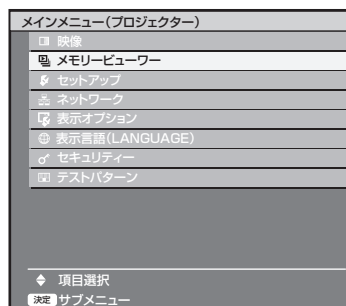 メインメニュー(プロジェクター)
映像
メモリービューワー
セットアップ
ネットワーク
表示オプション
表示言語(LANGUAGE)
セキュリティー
テストパターン
項目選択
決定 サブメニュー